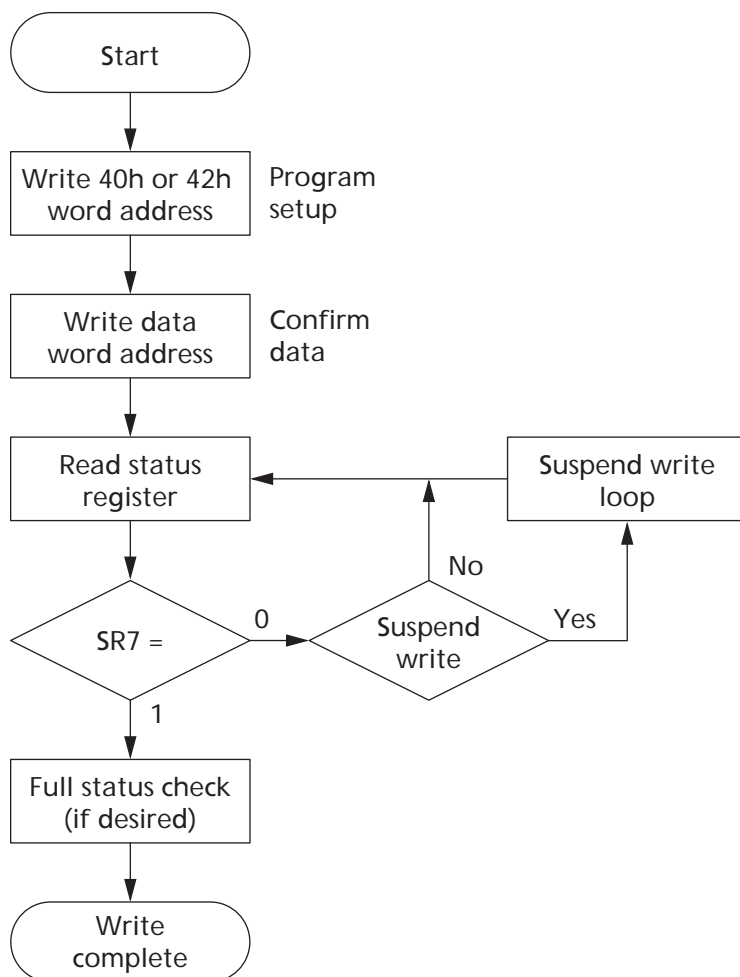 Start
Write 40h or 42h
word address
Program
setup
Write data
word address
Confirm
data
Read status
register
Suspend write
loop
No
SR7 =
0
Suspend
write
Yes
1
Full status check
(if desired)
Write
complete